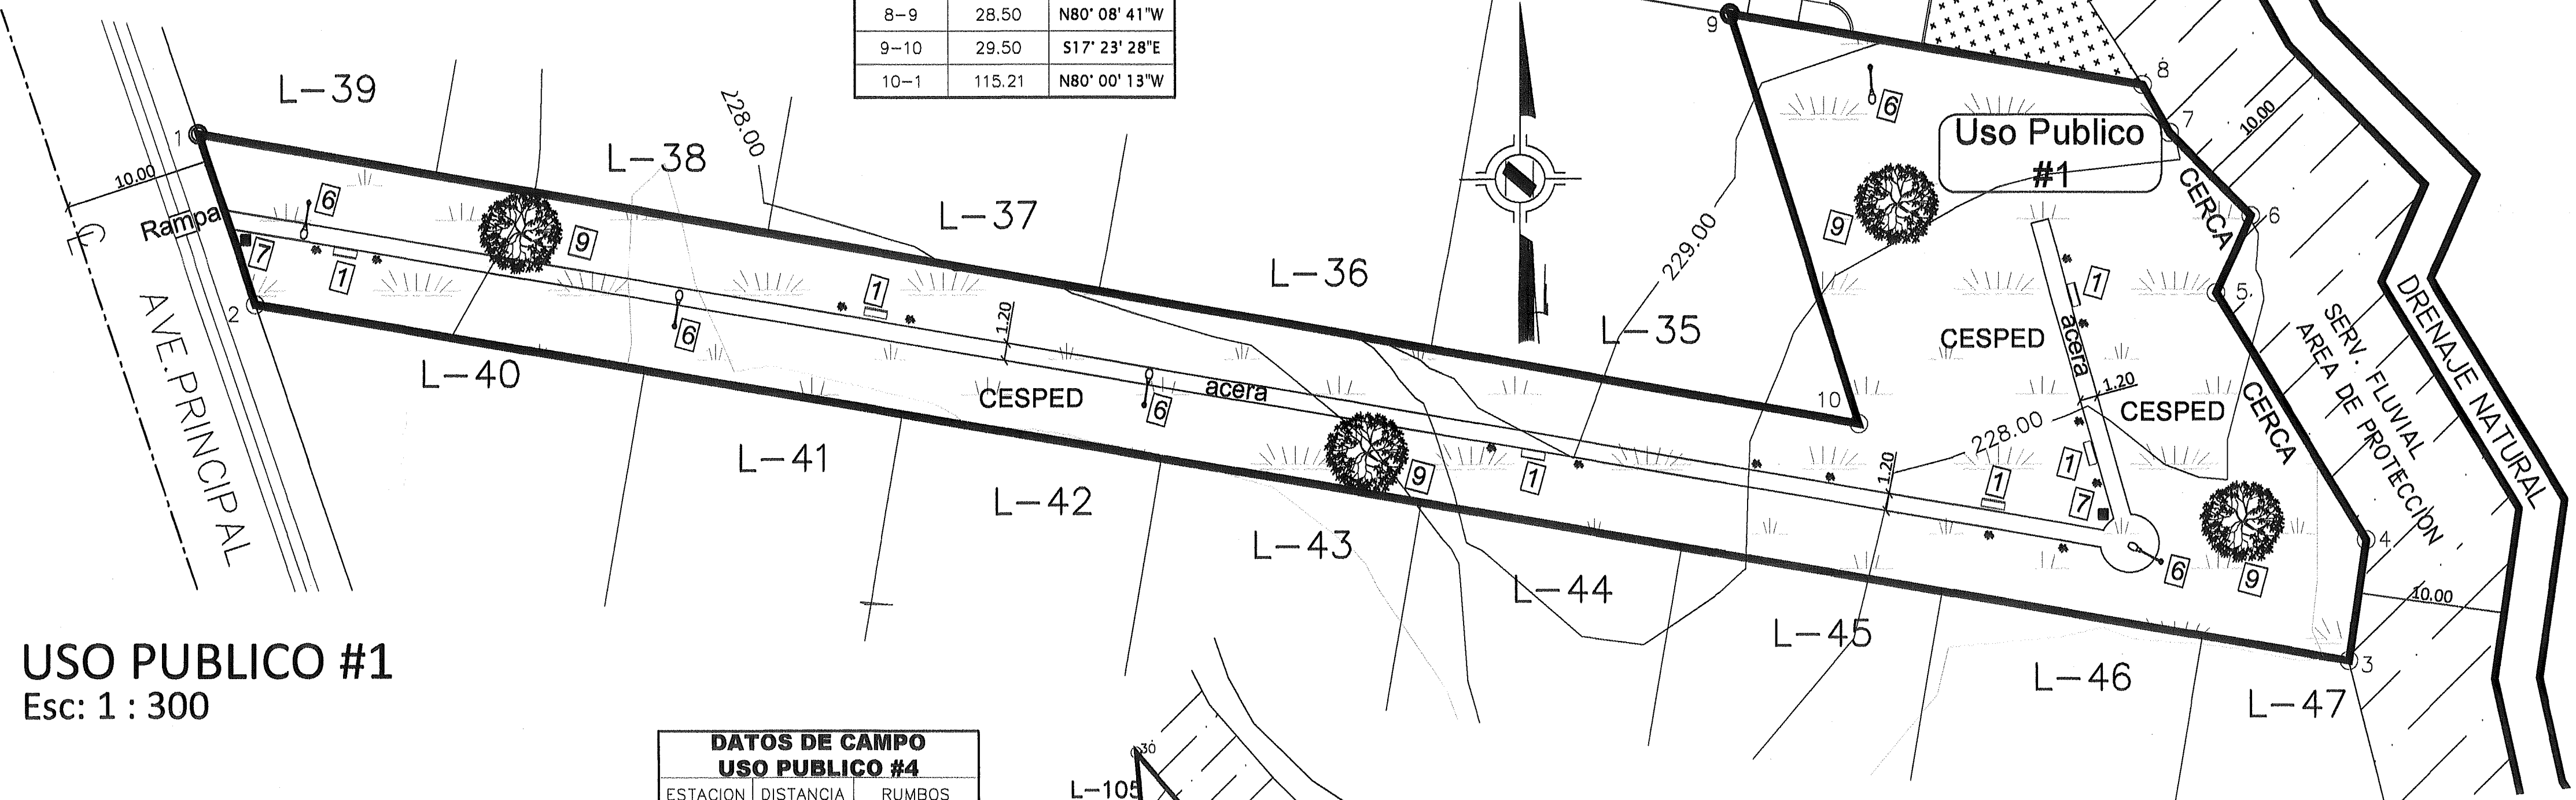 8-9 28.50 N80° 08' 41"W
9-10 29.50 S17° 23' 28"E
10-1 115.21 N80° 00' 13"W
9
8
7
10.00
Uso Publico
#1
L-39
1
228.00
L-38
6
9
CERCA
6
10.00
Rampa
6
9
L-37
229.00
9
5
7
1
1
1
L-36
2
6
1.20
L-35
CESPED
acera
SERV. FLUVIAL
AREA DE PROTECCION
DRENAJE NATURAL
AVE. PRINCIPAL
L-40
CESPED
6
acera
10
1.20
CESPED
CERCA
228.00
L-41
9
1
1.20
1
1
7
L-42
L-43
4
6
9
L-44
10.00
L-45
3
USO PUBLICO #1
Esc: 1 : 300
L-46
L-47
DATOS DE CAMPO
USO PUBLICO #4
30
ESTACION DISTANCIA RUMBOS
L-105